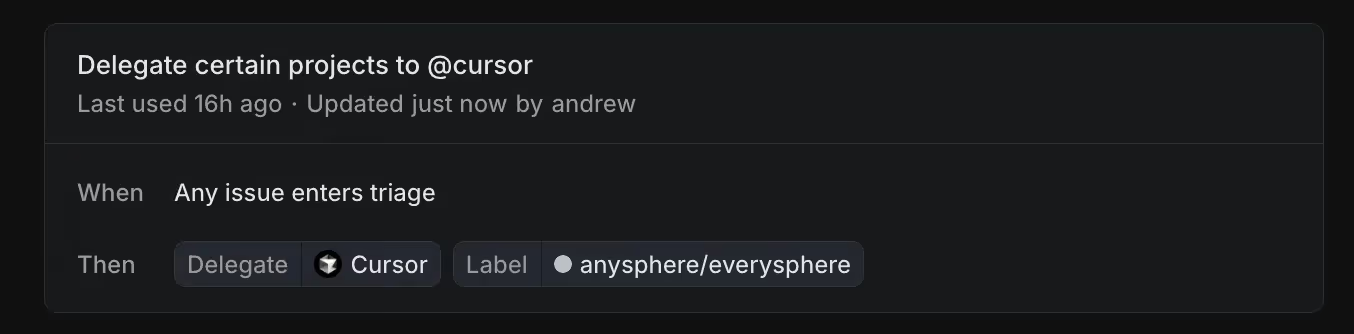 Delegate certain projects to @cursor
Last used 16h ago · Updated just now by andrew
When Any issue enters triage
Then Delegate Cursor Label anysphere/everysphere